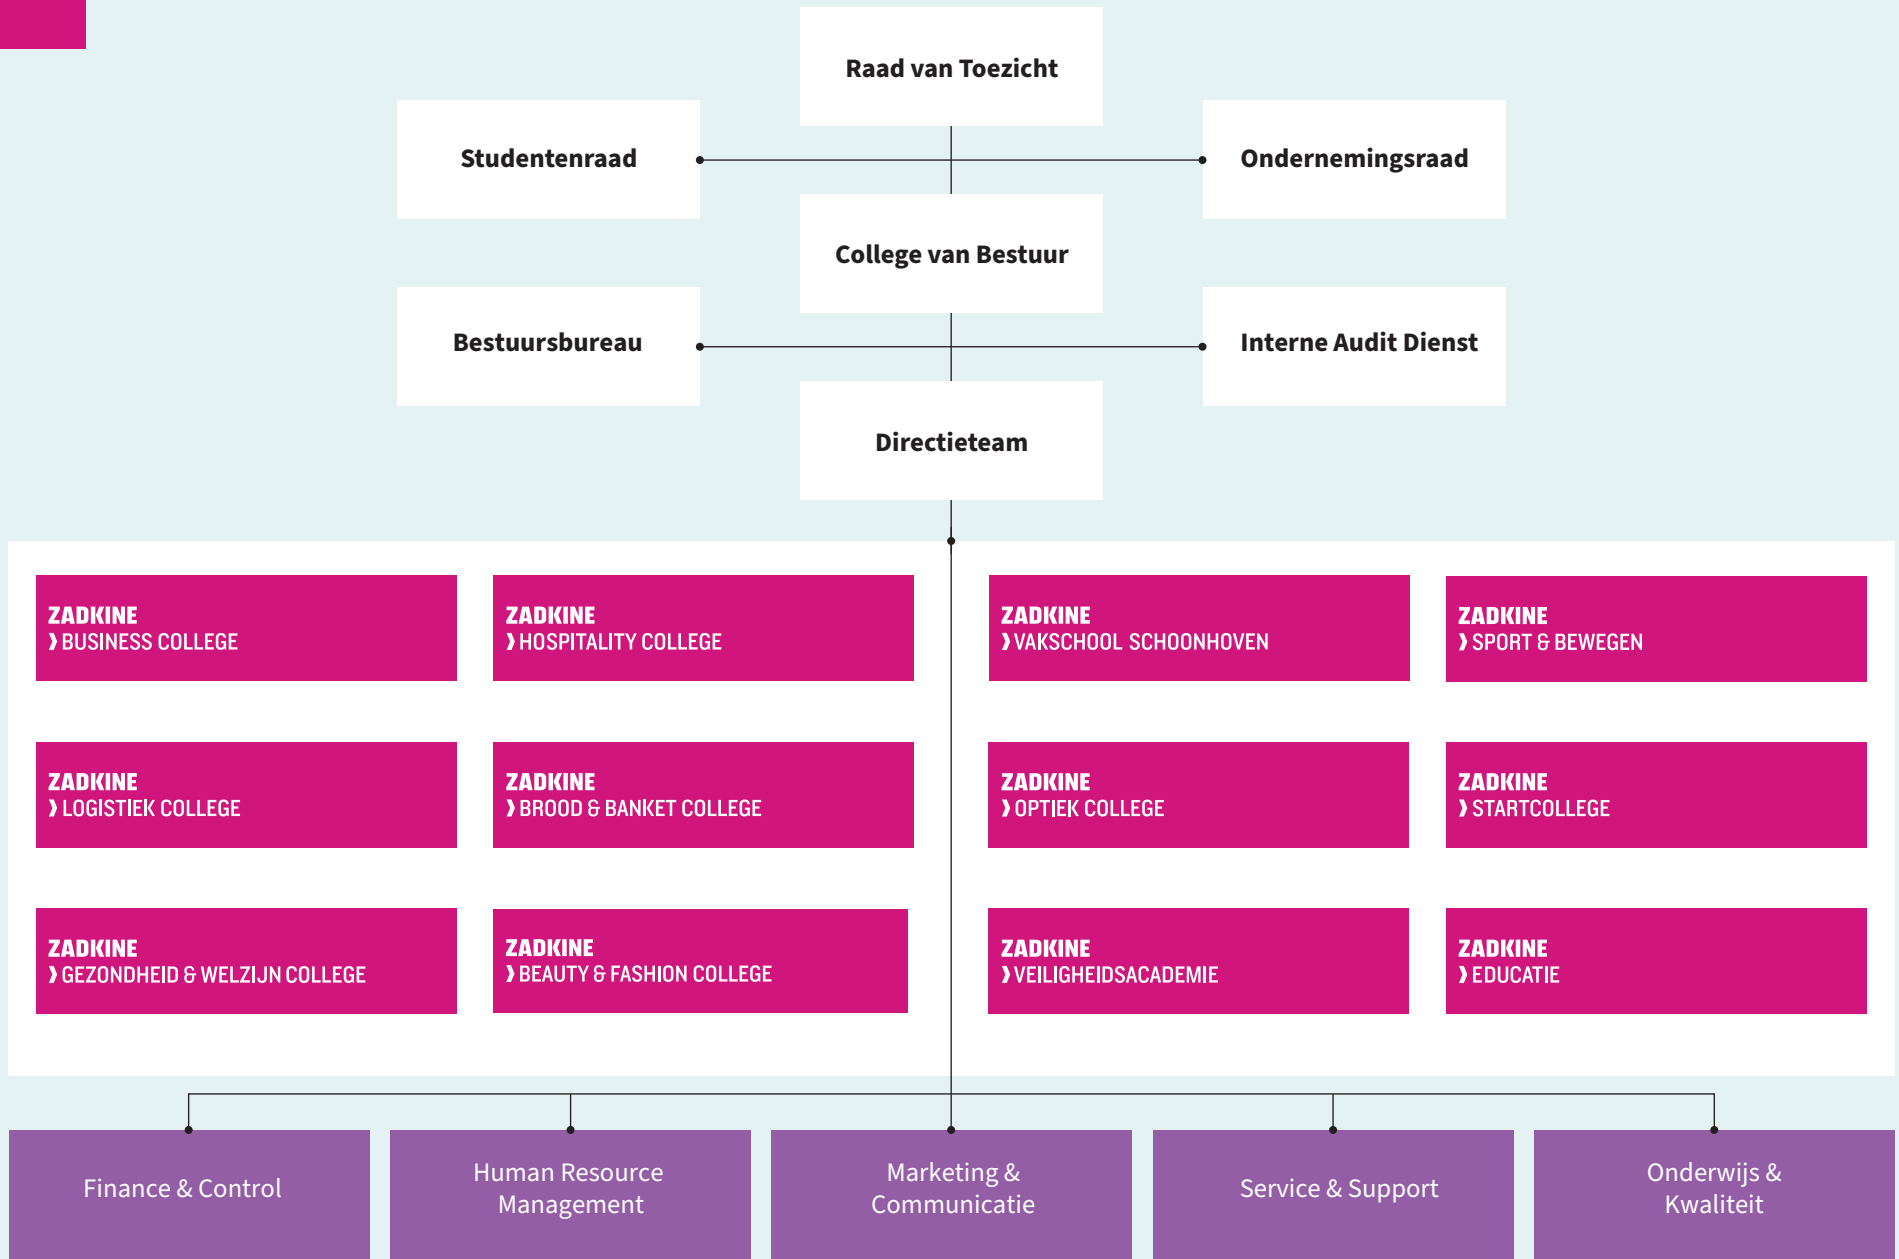 Raad van Toezicht
Studentenraad
Ondernemingsraad
College van Bestuur
Bestuursbureau
Interne Audit Dienst
Directieteam
ZADKINE
❱ BUSINESS COLLEGE
ZADKINE
❱ HOSPITALITY COLLEGE
ZADKINE
❱ VAKSCHOOL SCHOONHOVEN
ZADKINE
❱ SPORT & BEWEGEN
ZADKINE
❱ LOGISTIEK COLLEGE
ZADKINE
❱ BROOD & BANKET COLLEGE
ZADKINE
❱ OPTIEK COLLEGE
ZADKINE
❱ STARTCOLLEGE
ZADKINE
❱ GEZONDHEID & WELZIJN COLLEGE
ZADKINE
❱ BEAUTY & FASHION COLLEGE
ZADKINE
❱ VEILIGHEIDSACADEMIE
ZADKINE
❱ EDUCATIE
Finance & Control
Human Resource
Management
Marketing &
Communicatie
Service & Support
Onderwijs &
Kwaliteit